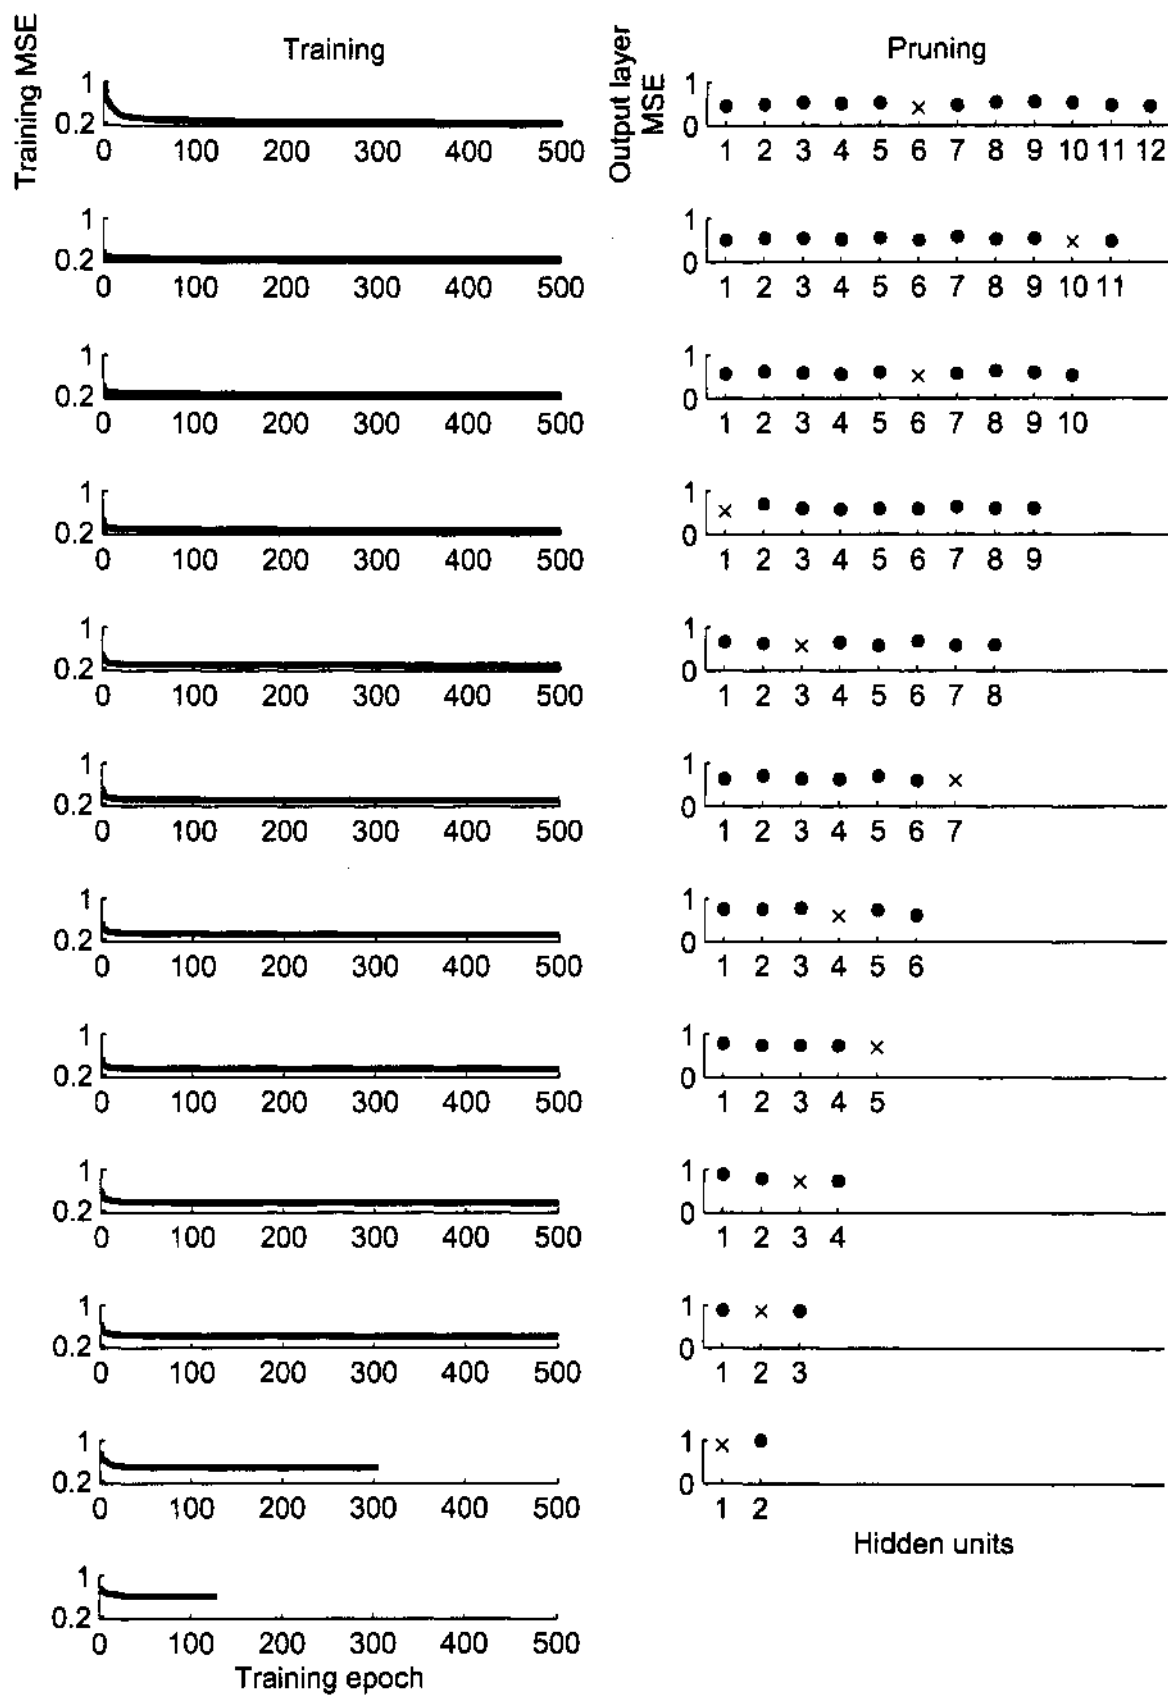 Training MSE
Training
1
0.2
0 100 200 300 400 500
Output layer
MSE
Pruning
1
0
1 2 3 4 5 6 7 8 9 10 11 12
1
0.2
0 100 200 300 400 500
1
0
1 2 3 4 5 6 7 8 9 10 11
1
0.2
0 100 200 300 400 500
1
0
1 2 3 4 5 6 7 8 9 10
1
0.2
0 100 200 300 400 500
1
0
1 2 3 4 5 6 7 8 9
1
0.2
0 100 200 300 400 500
1
0
1 2 3 4 5 6 7 8
1
0.2
0 100 200 300 400 500
1
0
1 2 3 4 5 6 7
1
0.2
0 100 200 300 400 500
1
0
1 2 3 4 5 6
1
0.2
0 100 200 300 400 500
1
0
1 2 3 4 5
1
0.2
0 100 200 300 400 500
1
0
1 2 3 4
1
0.2
0 100 200 300 400 500
1
0
1 2 3
1
0.2
0 100 200 300 400 500
1
0
1 2
Hidden units
1
0.2
0 100 200 300 400 500
Training epoch